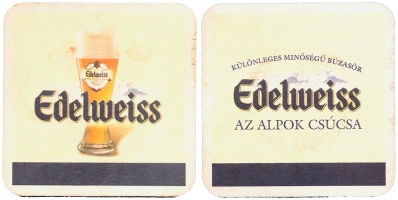 Edelweiss
Edelweiss
KÜLÖNLEGES MINŐSÉGŰ BÚZASÖR
Edelweiss
AZ ALPOK CSÚCSA